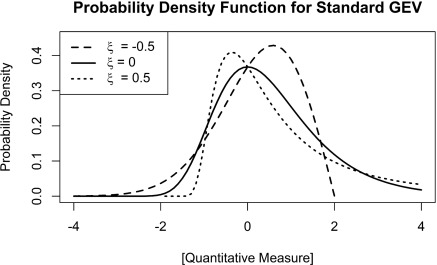 Probability Density Function for Standard GEV
ξ = -0.5
ξ = 0
ξ = 0.5
Probability Density
0.4
0.3
0.2
0.1
0.0
-4
-2
0
2
4
[Quantitative Measure]